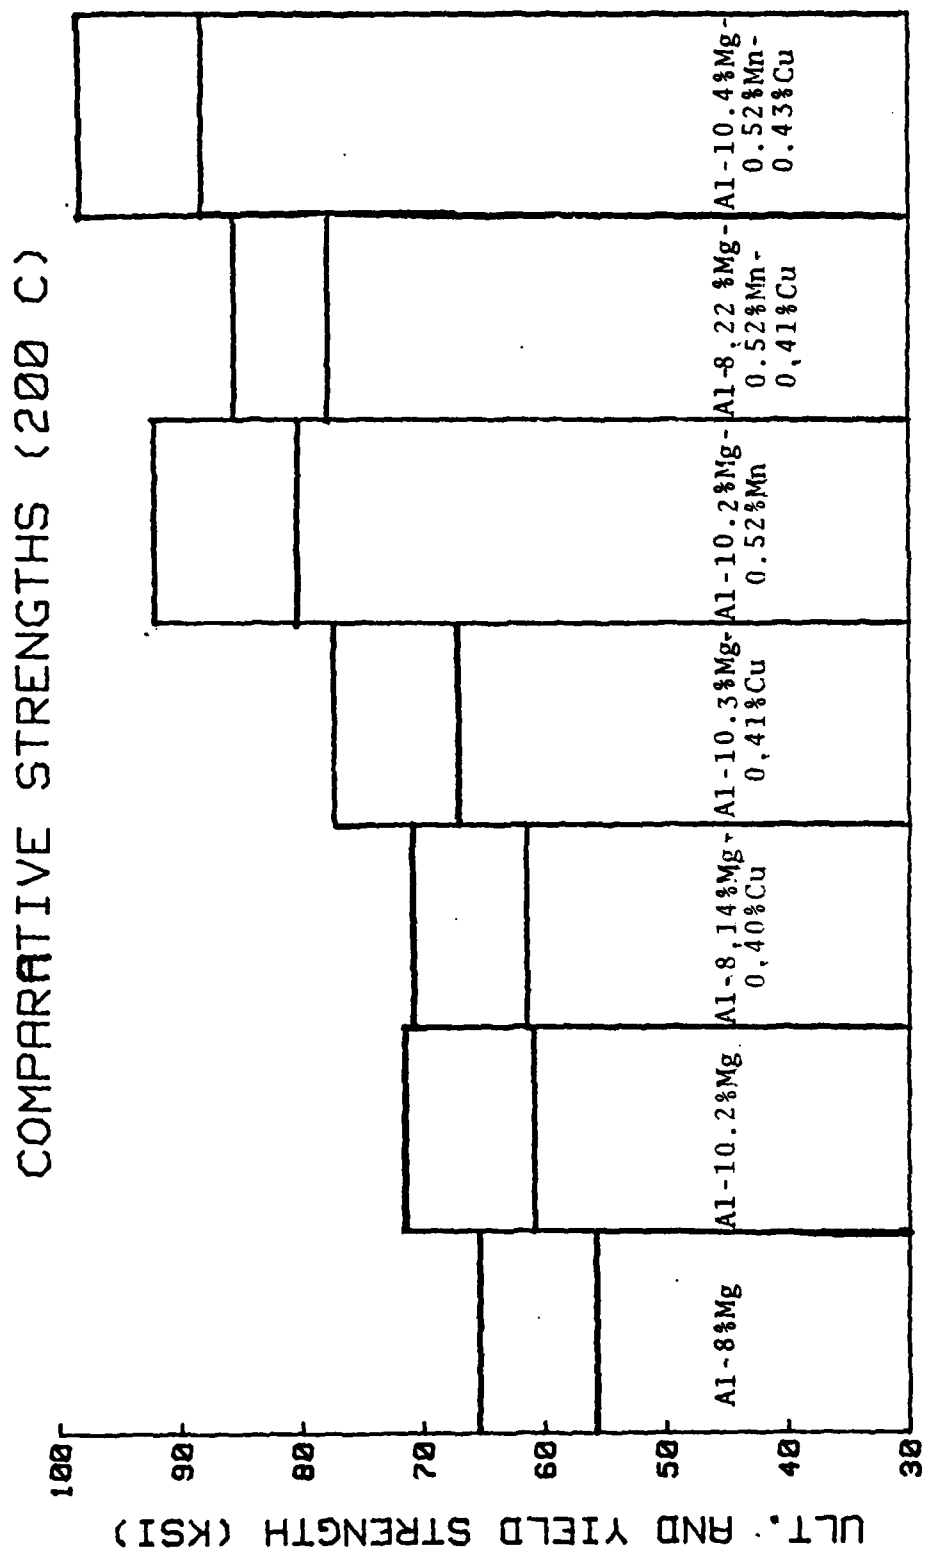 COMPARATIVE STRENGTHS (200 C)
ULT. AND YIELD STRENGTH (KSI)
100
90
80
70
60
50
40
30
Al-8%Mg
Al-10.2%Mg
Al-8.14%Mg-
0.40%Cu
Al-10.3%Mg-
0.41%Cu
Al-10.2%Mg-
0.52%Mn
Al-8.22%Mg-
0.52%Mn-
0.41%Cu
Al-10.4%Mg-
0.52%Mn-
0.43%Cu